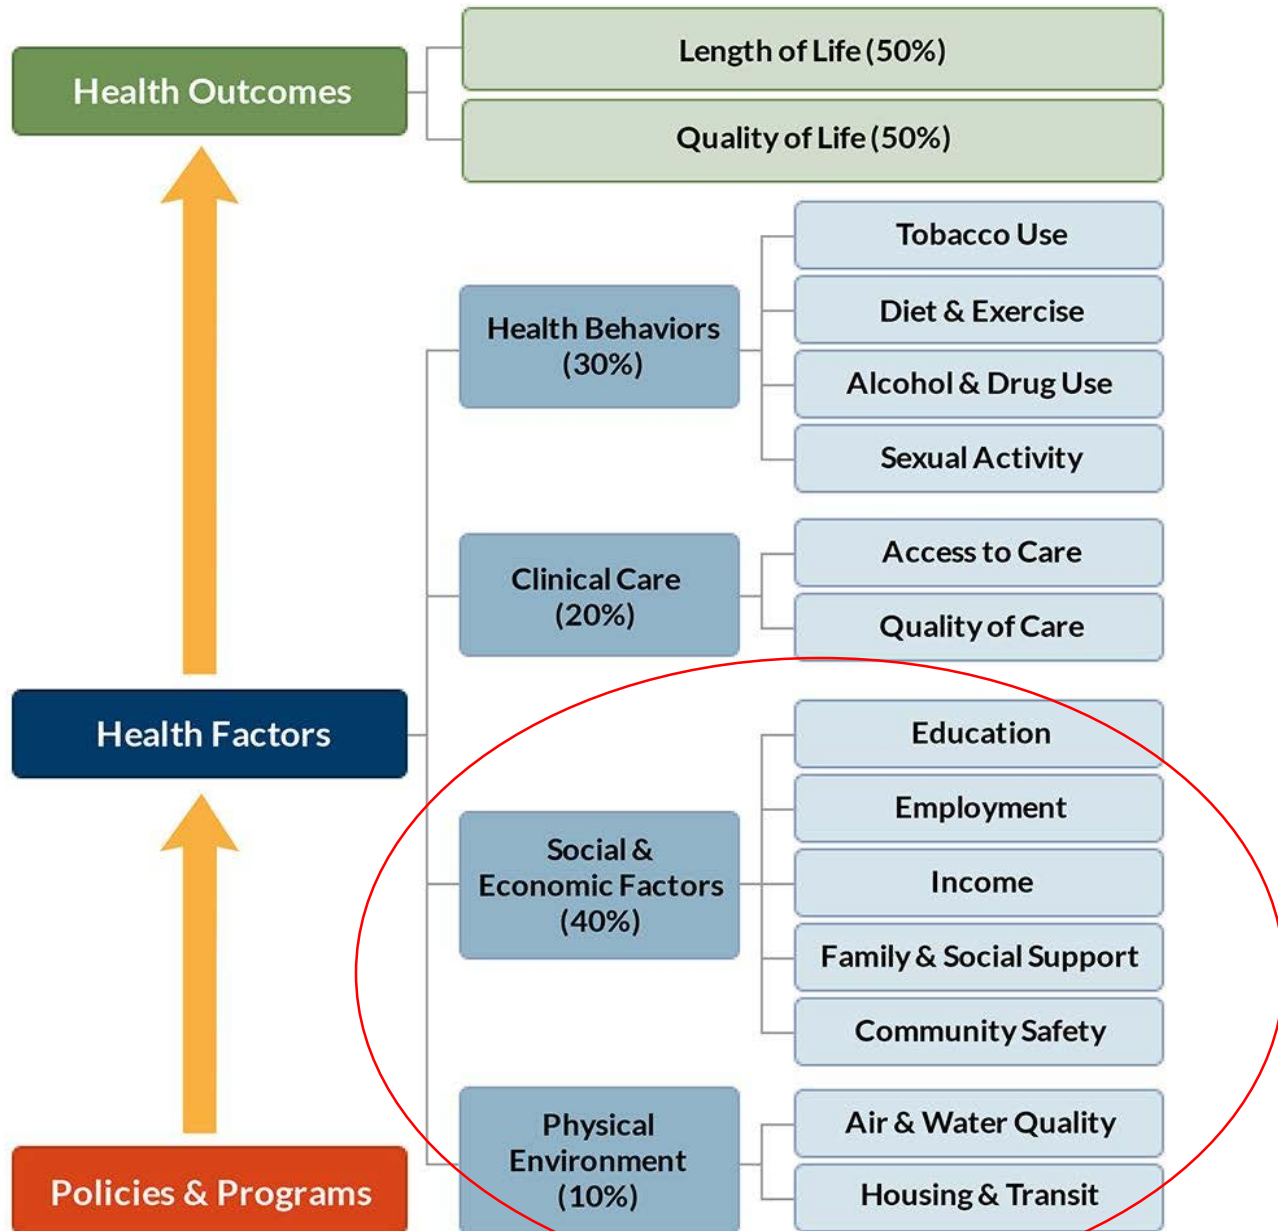 Health Outcomes
Length of Life (50%)
Quality of Life (50%)
Health Factors
Health Behaviors
(30%)
Tobacco Use
Diet & Exercise
Alcohol & Drug Use
Sexual Activity
Clinical Care
(20%)
Access to Care
Quality of Care
Social &
Economic Factors
(40%)
Education
Employment
Income
Family & Social Support
Community Safety
Physical
Environment
(10%)
Air & Water Quality
Housing & Transit
Policies & Programs